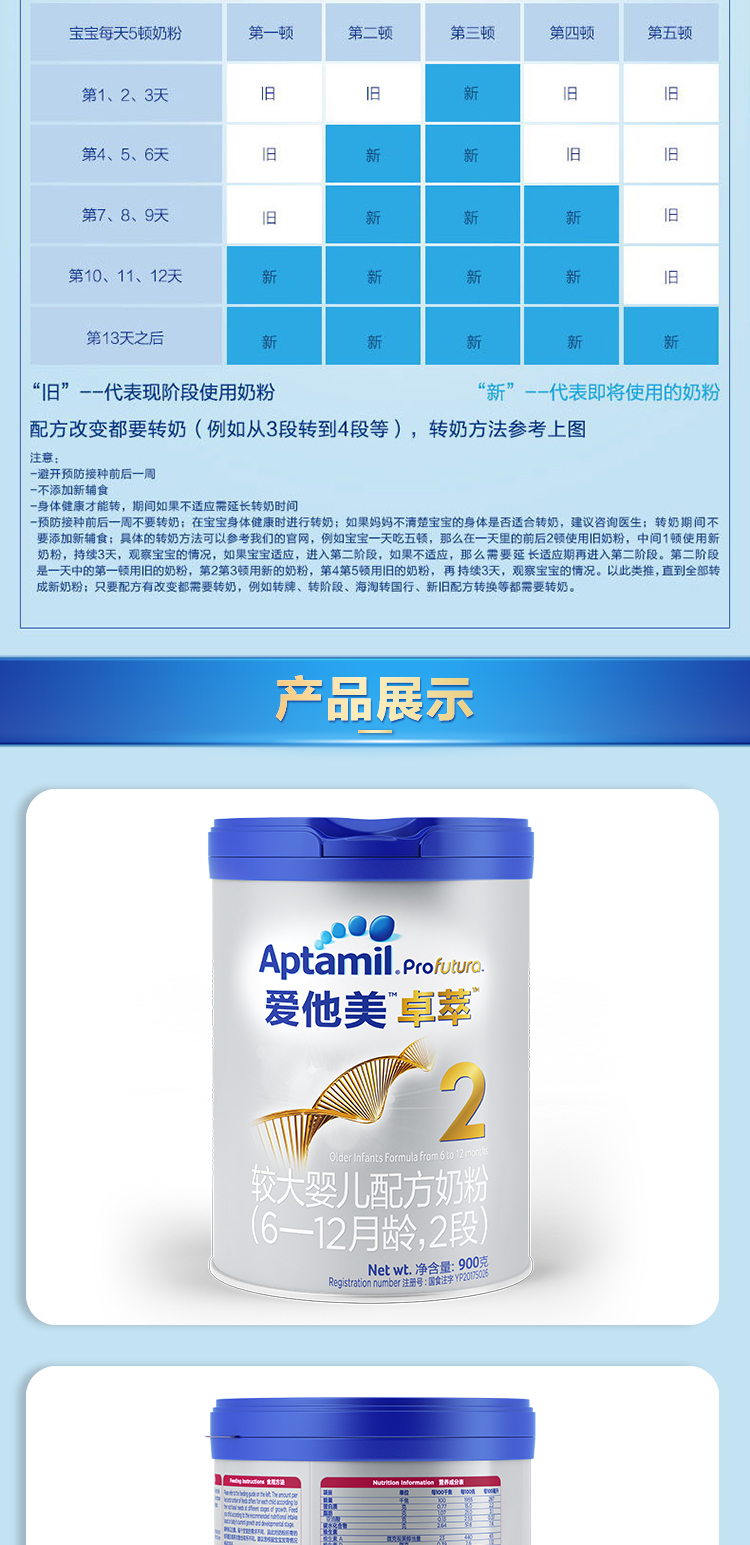 宝宝每天5顿奶粉 第一顿 第二顿 第三顿 第四顿 第五顿
第1、2、3天 旧 旧 新 旧 旧
第4、5、6天 旧 新 新 旧 旧
第7、8、9天 旧 新 新 新 旧
第10、11、12天 新 新 新 新 旧
第13天之后 新 新 新 新 新
“旧”--代表现阶段使用奶粉 “新”--代表即将使用的奶粉
配方改变都要转奶(例如从3段转到4段等),转奶方法参考上图
注意:
-避开预防接种前后一周
-不添加新辅食
-身体健康才能转,期间如果不适应需延长转奶时间
-预防接种前后一周不要转奶;在宝宝身体健康时进行转奶;如果妈妈不清楚宝宝的身体是否适合转奶,建议咨询医生;转奶期间不
要添加新辅食;具体的转奶方法可以参考我们的官网,例如宝宝一天吃五顿,那么在一天里的前后2顿使用旧奶粉,中间1顿使用新
奶粉,持续3天,观察宝宝的情况,如果宝宝适应,进入第二阶段,如果不适应,那么需要延长适应期再进入第二阶段。第二阶段
是一天中的第一顿用旧的奶粉,第2第3顿用新的奶粉,第4第5顿用旧的奶粉,再持续3天,观察宝宝的情况。以此类推,直到全部转
成新奶粉;只要配方有改变都需要转奶,例如转牌、转阶段、海淘转国行、新旧配方转换等都需要转奶。
产品展示
Aptamil Profutura
爱他美™卓萃™
2
Older Infants Formula from 6 to 12 months
较大婴儿配方奶粉
(6—12月龄,2段)
Net wt. 净含量: 900克
Registration number 注册号:国食注字YP20175026
Feeding Instructions 食用方法
Nutrition Information 营养成分表